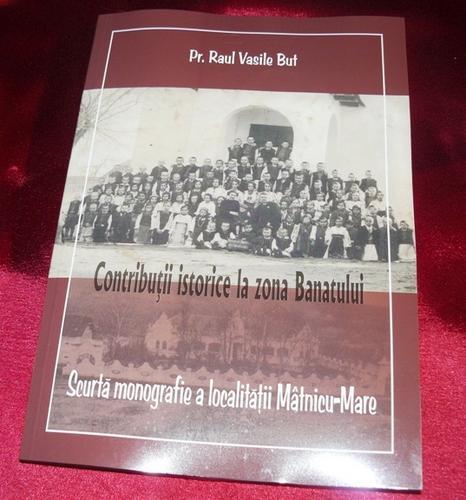 Pr. Raul Vasile But
Contribuții istorice la zona Banatului
Scurtă monografie a localității Mâtnicu-Mare